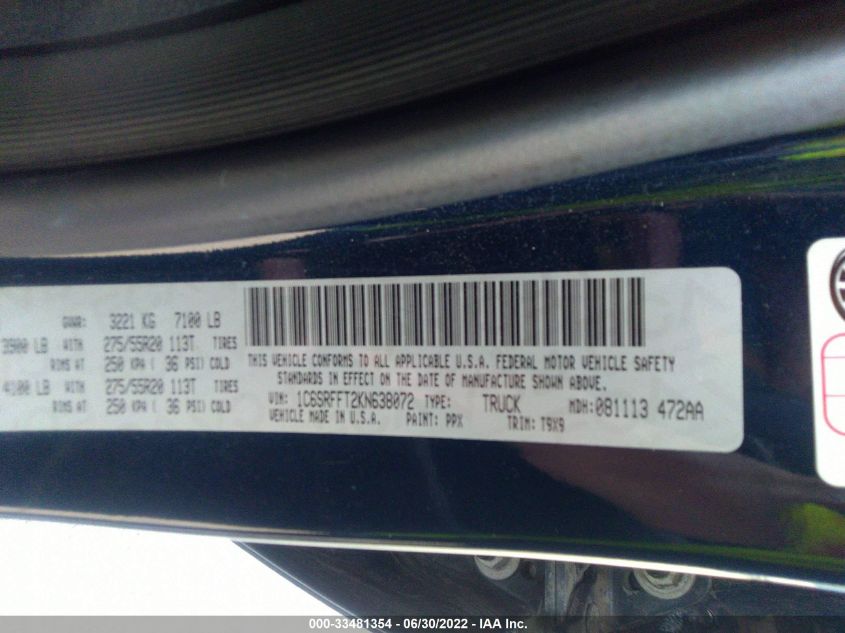 GVWR: 3221 KG 7100 LB
3900 LB WITH 275/55R20 113T TIRES
RIMS AT 250 KPA ( 36 PSI) COLD
4100 LB WITH 275/55R20 113T TIRES
RIMS AT 250 KPA ( 36 PSI) COLD
THIS VEHICLE CONFORMS TO ALL APPLICABLE U.S.A. FEDERAL MOTOR VEHICLE SAFETY
STANDARDS IN EFFECT ON THE DATE OF MANUFACTURE SHOWN ABOVE.
VIN: 1C6SRFFT2KN638072 TYPE: TRUCK MDH:081113 472AA
VEHICLE MADE IN U.S.A. PAINT: PPX TRIM: T9X9
000-33481354 / 06/30/2022 - IAA Inc.